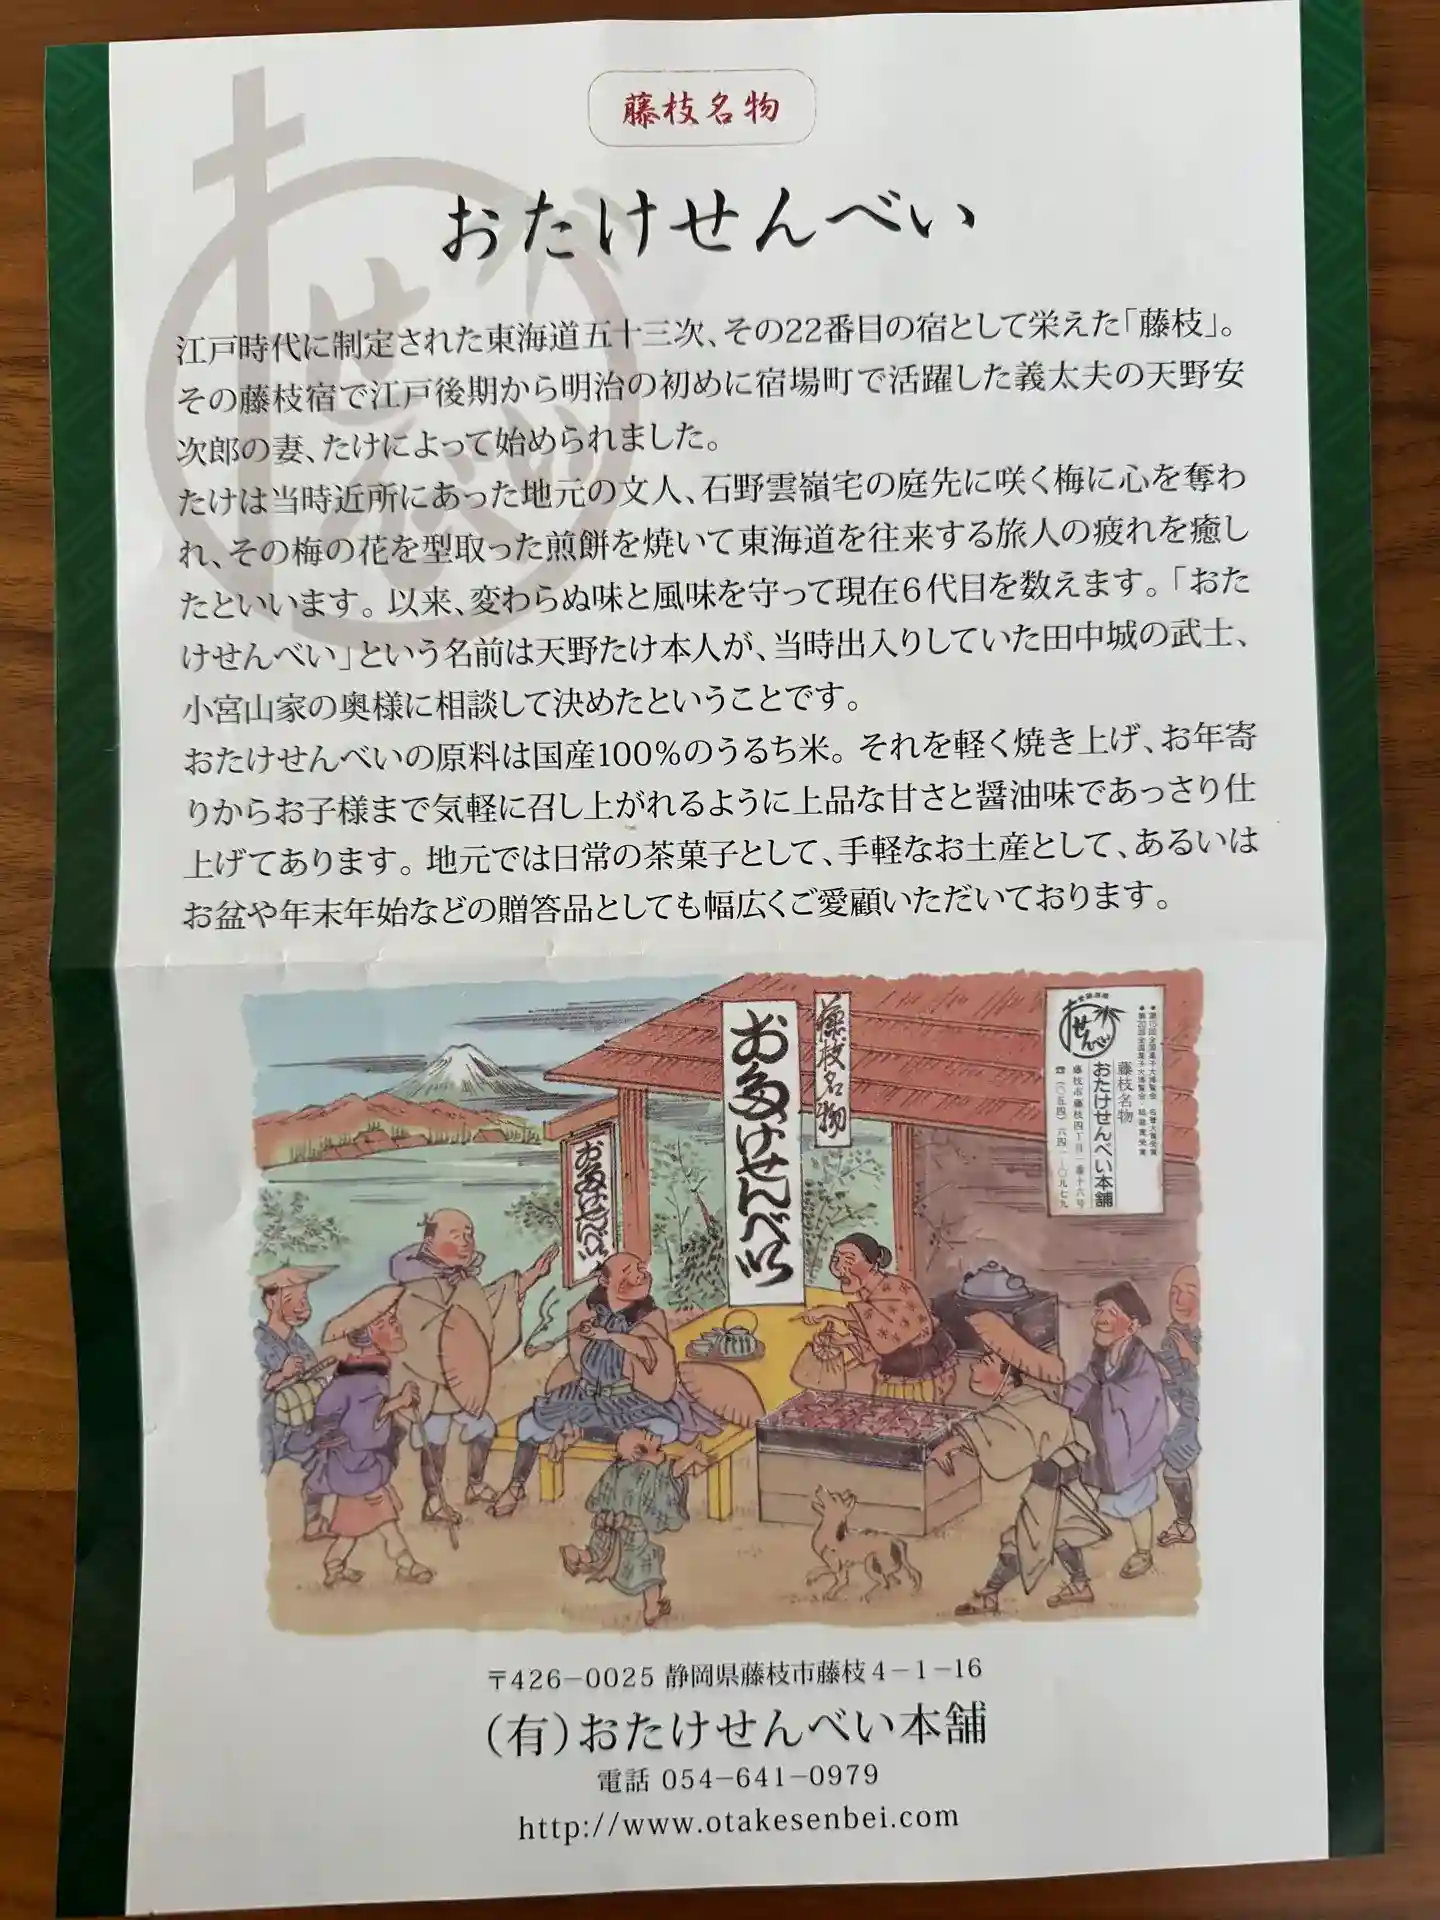 藤枝名物
おたけせんべい
江戸時代に制定された東海道五十三次、その22番目の宿として栄えた「藤枝」。
その藤枝宿で江戸後期から明治の初めに宿場町で活躍した義太夫の天野安
次郎の妻、たけによって始められました。
たけは当時近所にあった地元の文人、石野雲嶺宅の庭先に咲く梅に心を奪わ
れ、その梅の花を型取った煎餅を焼いて東海道を往来する旅人の疲れを癒し
たといいます。以来、変わらぬ味と風味を守って現在6代目を数えます。「おた
けせんべい」という名前は天野たけ本人が、当時出入りしていた田中城の武士、
小宮山家の奥様に相談して決めたということです。
おたけせんべいの原料は国産100%のうるち米。それを軽く焼き上げ、お年寄
りからお子様まで気軽に召し上がれるように上品な甘さと醤油味であっさり仕
上げてあります。地元では日常の茶菓子として、手軽なお土産として、あるいは
お盆や年末年始などの贈答品としても幅広くご愛顧いただいております。
藤枝名物
おたけせんべい本舗
藤枝市藤枝四丁目一番十六号
☎(〇五四)六四一-〇九七九
〒426-0025 静岡県藤枝市藤枝4-1-16
(有)おたけせんべい本舗
電話 054-641-0979
http://www.otakesenbei.com